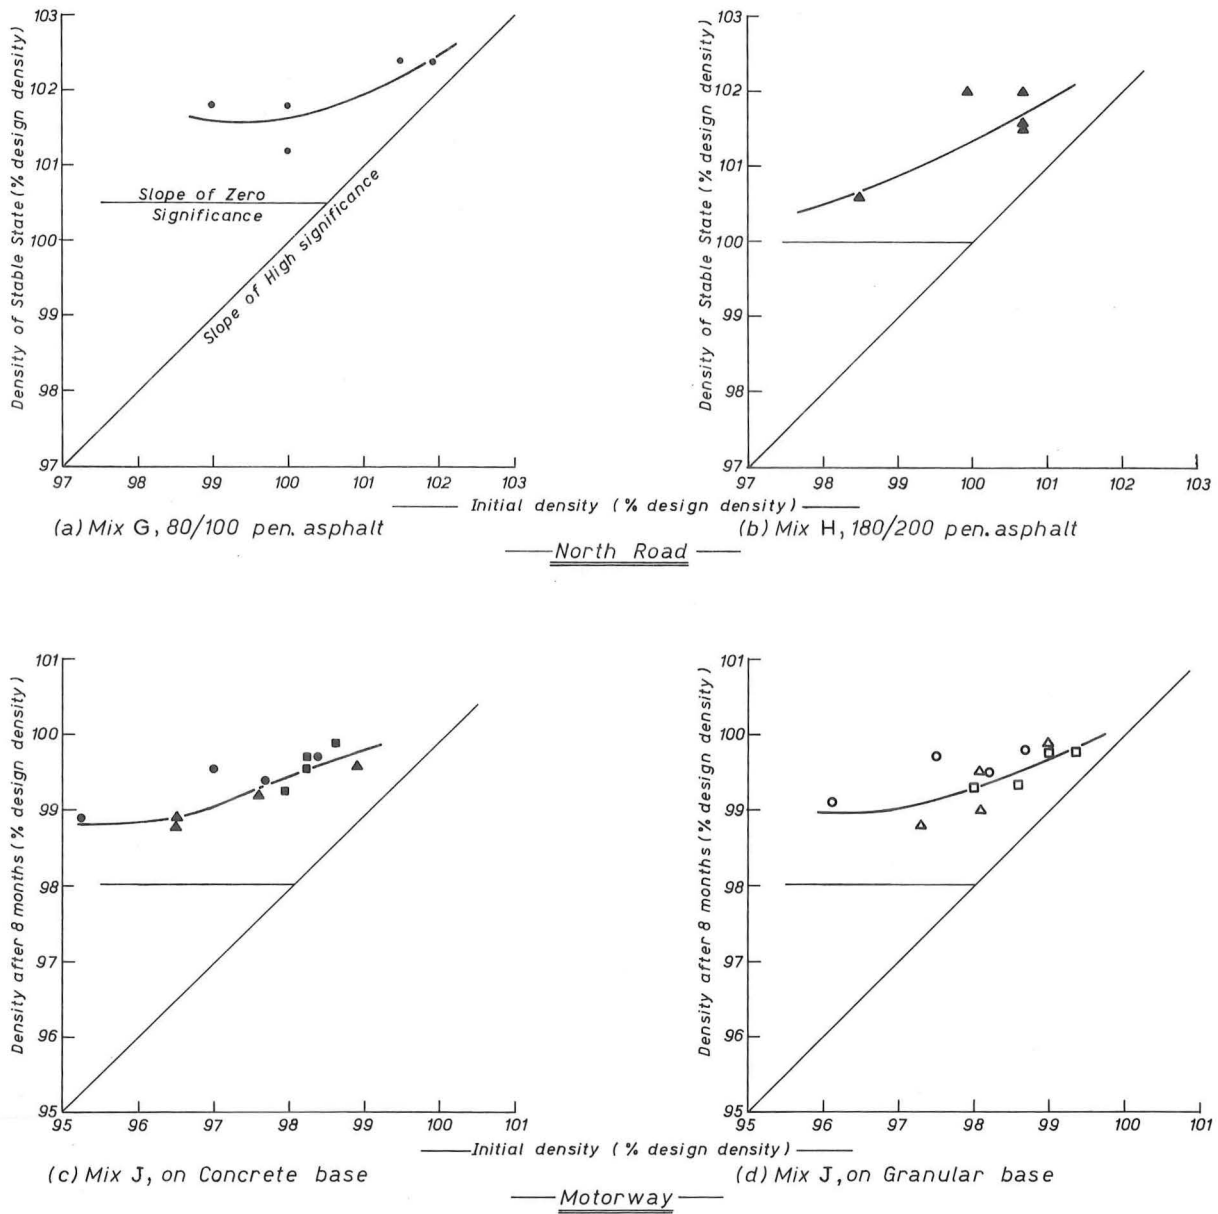 Density of Stable State (% design density)
103
102
101
100
99
98
97
97 98 99 100 101 102 103
Slope of Zero
Significance
Slope of High significance
Density of Stable State (% design density)
103
102
101
100
99
98
97
97 98 99 100 101 102 103
Initial density (% design density)
(a) Mix G, 80/100 pen. asphalt
(b) Mix H, 180/200 pen. asphalt
North Road
Density after 8 months (% design density)
101
100
99
98
97
96
95
95 96 97 98 99 100 101
Density after 8 months (% design density)
101
100
99
98
97
96
95
95 96 97 98 99 100 101
Initial density (% design density)
(c) Mix J, on Concrete base
(d) Mix J, on Granular base
Motorway